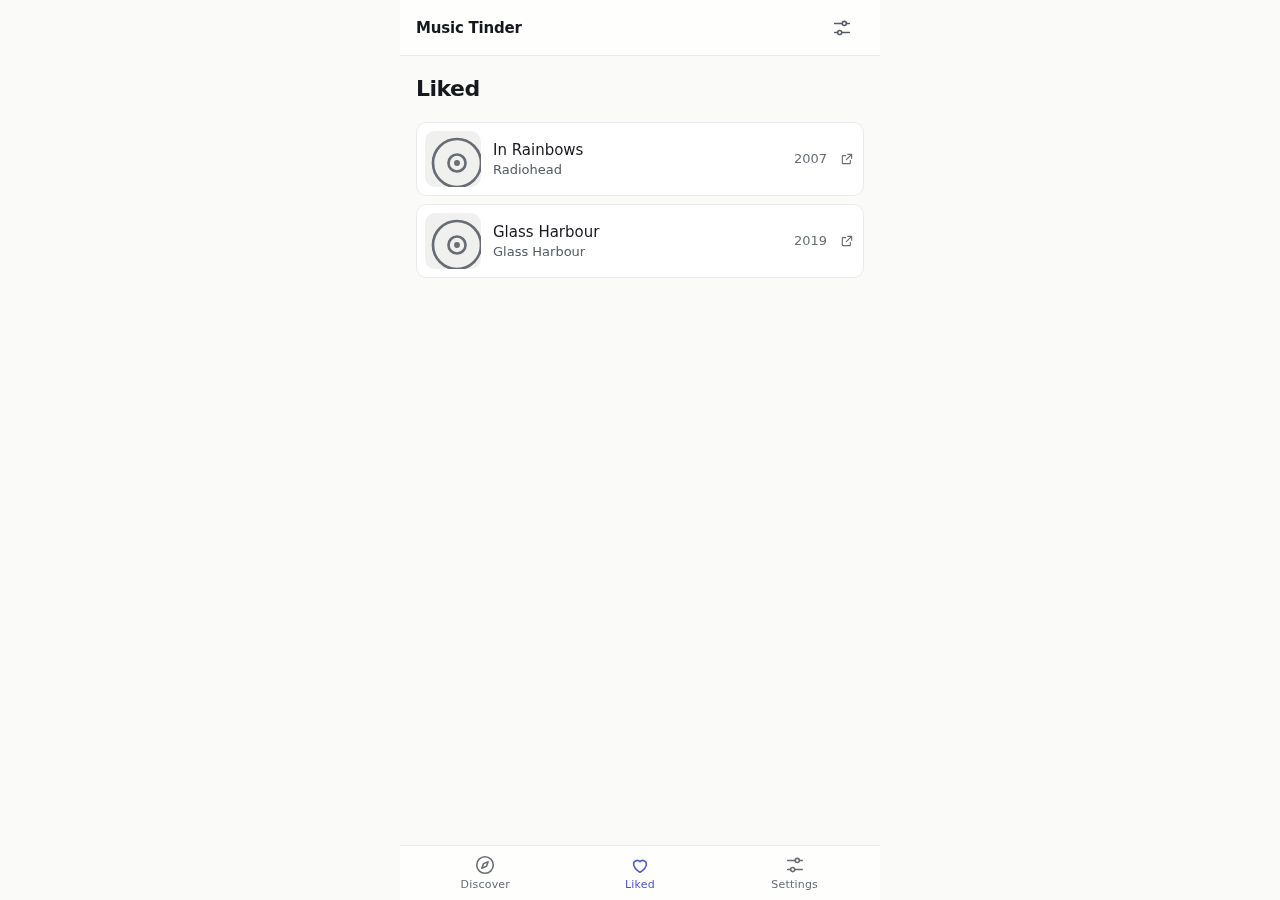 Music Tinder
Liked
In Rainbows
Radiohead
2007
Glass Harbour
Glass Harbour
2019
Discover
Liked
Settings